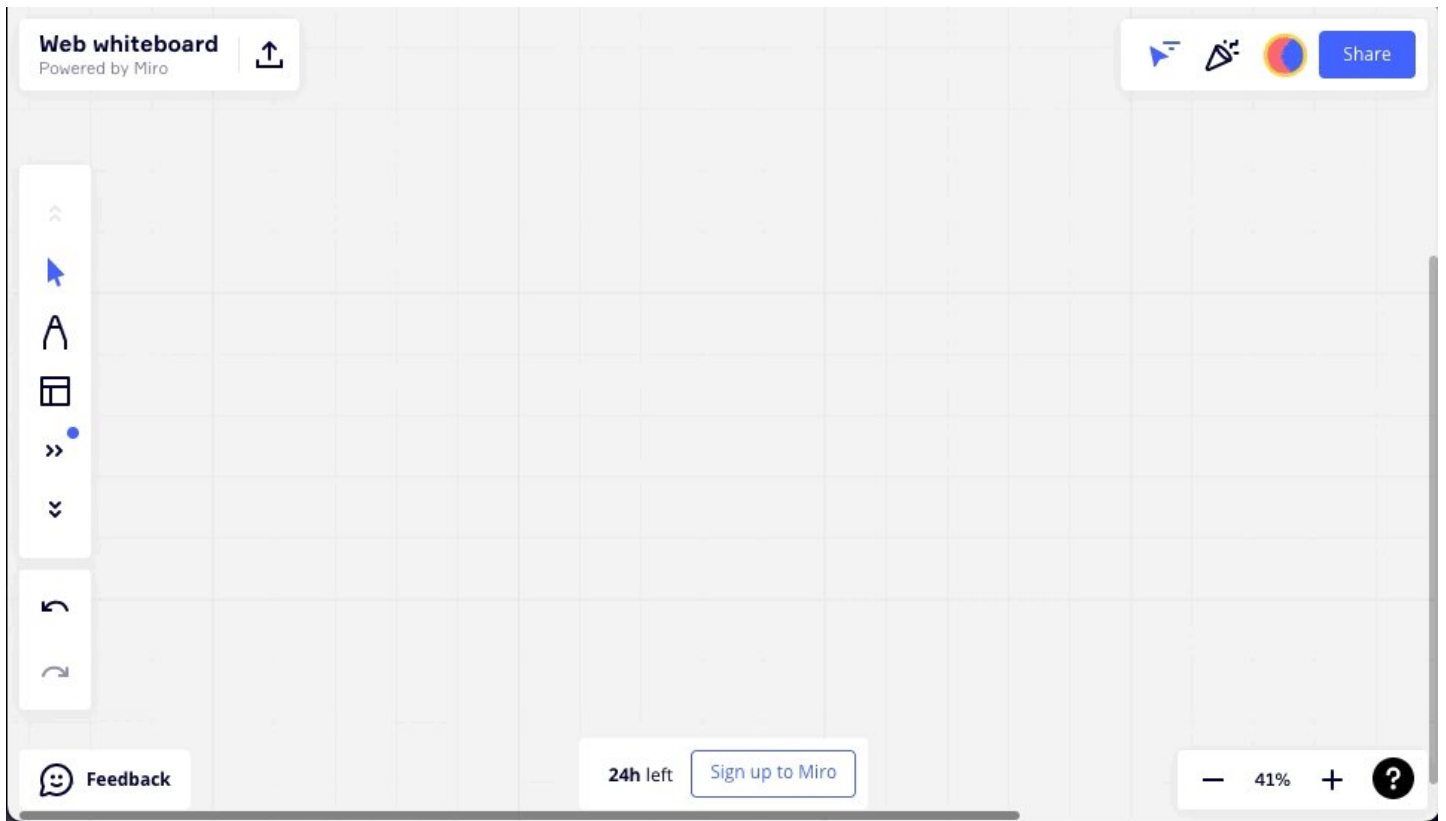 Web whiteboard
Powered by Miro
Share
Feedback
24h left
Sign up to Miro
41%
?